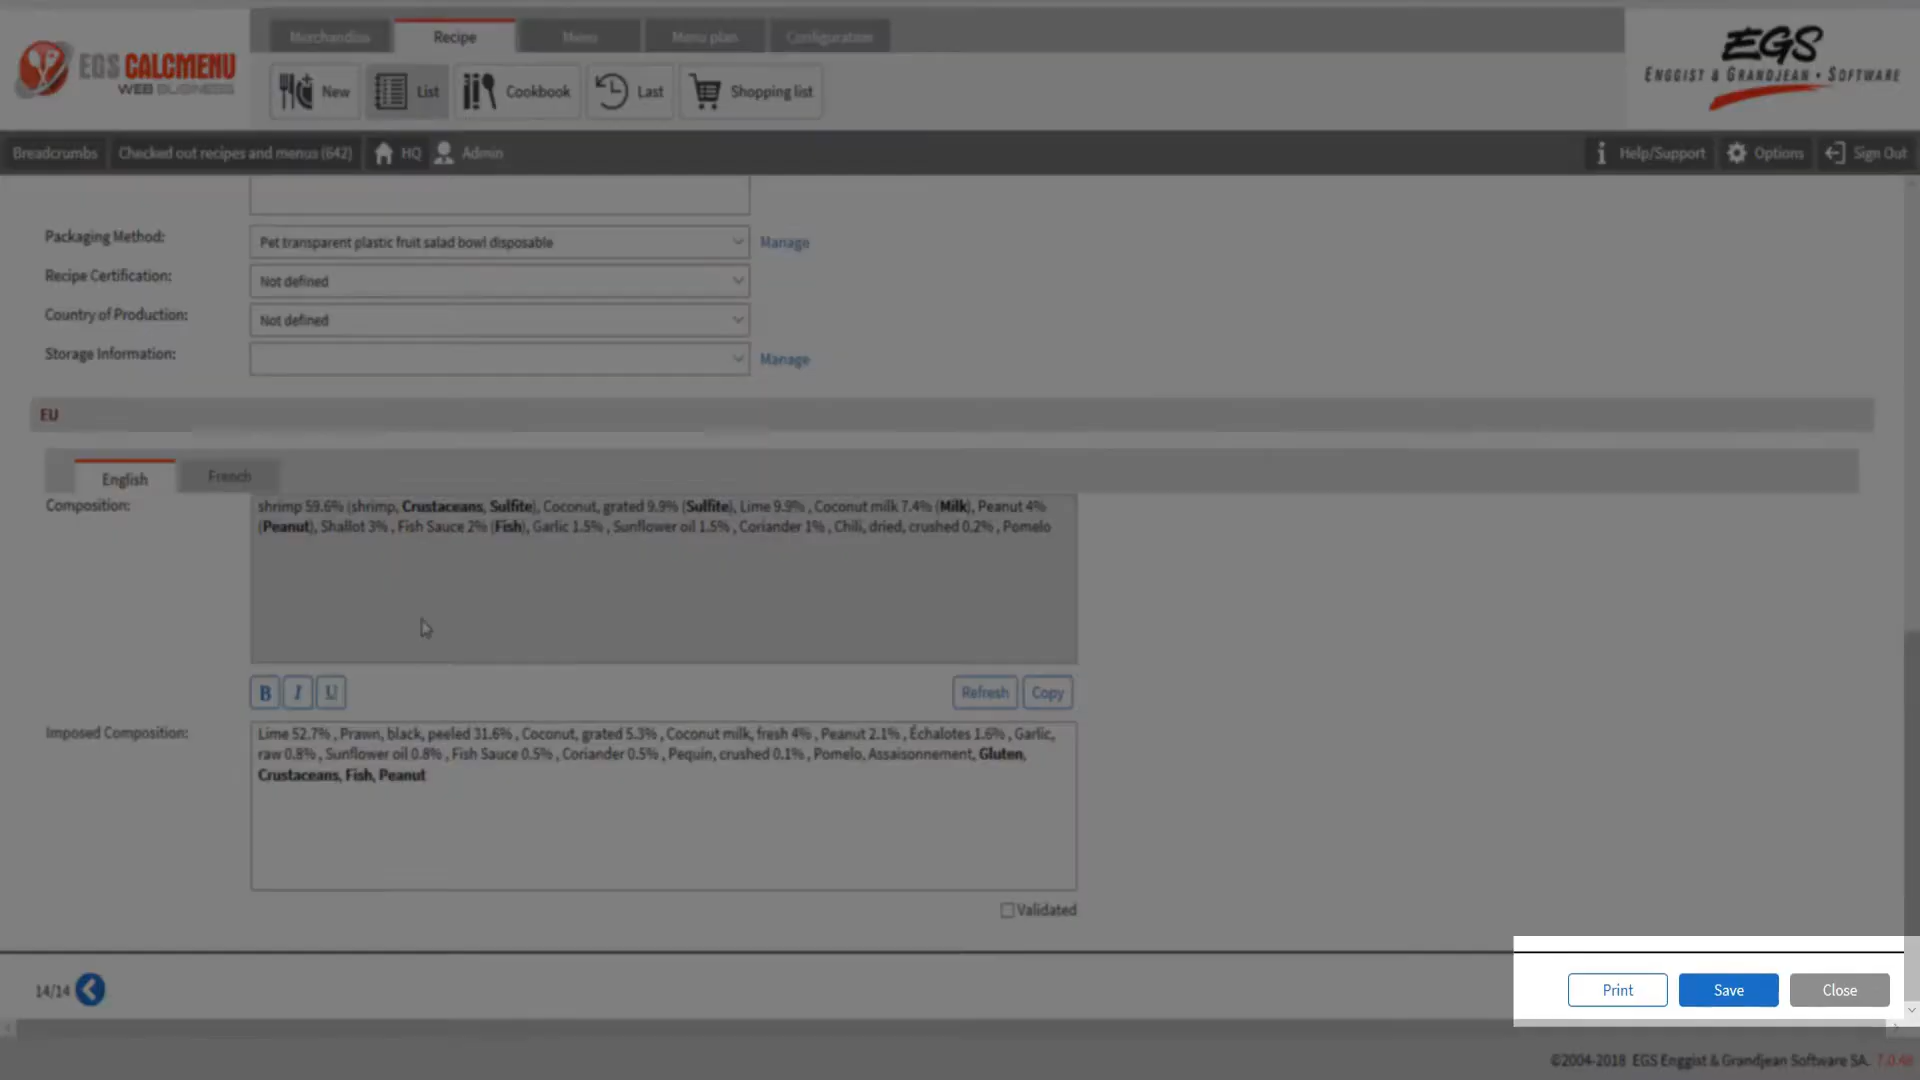 EGS CALCMENU
WEB BUSINESS
Merchandise
Recipe
Menu
Menu plan
Configuration
New
List
Cookbook
Last
Shopping list
EGS
ENGGIST & GRANDJEAN • SOFTWARE
Breadcrumbs
Checked out recipes and menus (642)
HQ
Admin
Help/Support
Options
Sign Out
Packaging Method:
Pet transparent plastic fruit salad bowl disposable
Manage
Recipe Certification:
Not defined
Country of Production:
Not defined
Storage Information:
Manage
EU
English
French
Composition:
shrimp 59.6% (shrimp, Crustaceans, Sulfite), Coconut, grated 9.9% (Sulfite), Lime 9.9% , Coconut milk 7.4% (Milk), Peanut 4%
(Peanut), Shallot 3% , Fish Sauce 2% (Fish), Garlic 1.5% , Sunflower oil 1.5% , Coriander 1% , Chili, dried, crushed 0.2% , Pomelo
B I U
Refresh
Copy
Imposed Composition:
Lime 52.7% , Prawn, black, peeled 31.6% , Coconut, grated 5.3% , Coconut milk, fresh 4% , Peanut 2.1% , Échalotes 1.6% , Garlic,
raw 0.8% , Sunflower oil 0.8% , Fish Sauce 0.5% , Coriander 0.5% , Pequin, crushed 0.1% , Pomelo, Assaisonnement, Gluten,
Crustaceans, Fish, Peanut
Validated
14/14
Print
Save
Close
©2004-2018 EGS Enggist & Grandjean Software SA.